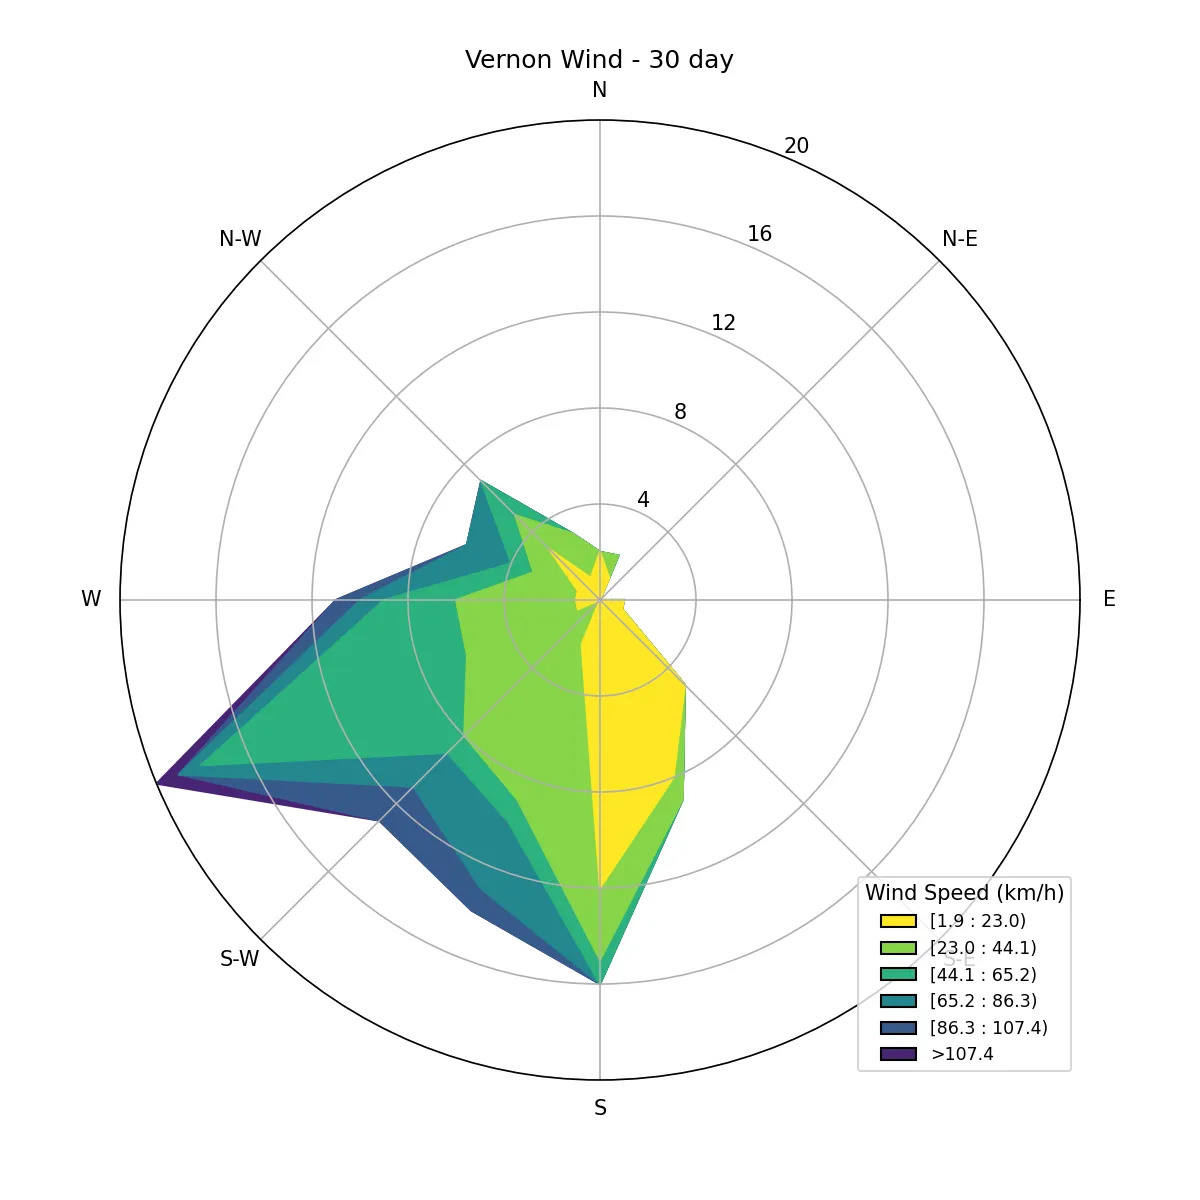 Vernon Wind - 30 day
N
20
N-W
N-E
16
12
8
4
W
E
Wind Speed (km/h)
[1.9 : 23.0)
[23.0 : 44.1)
S-W
S-E
[44.1 : 65.2)
[65.2 : 86.3)
[86.3 : 107.4)
>107.4
S